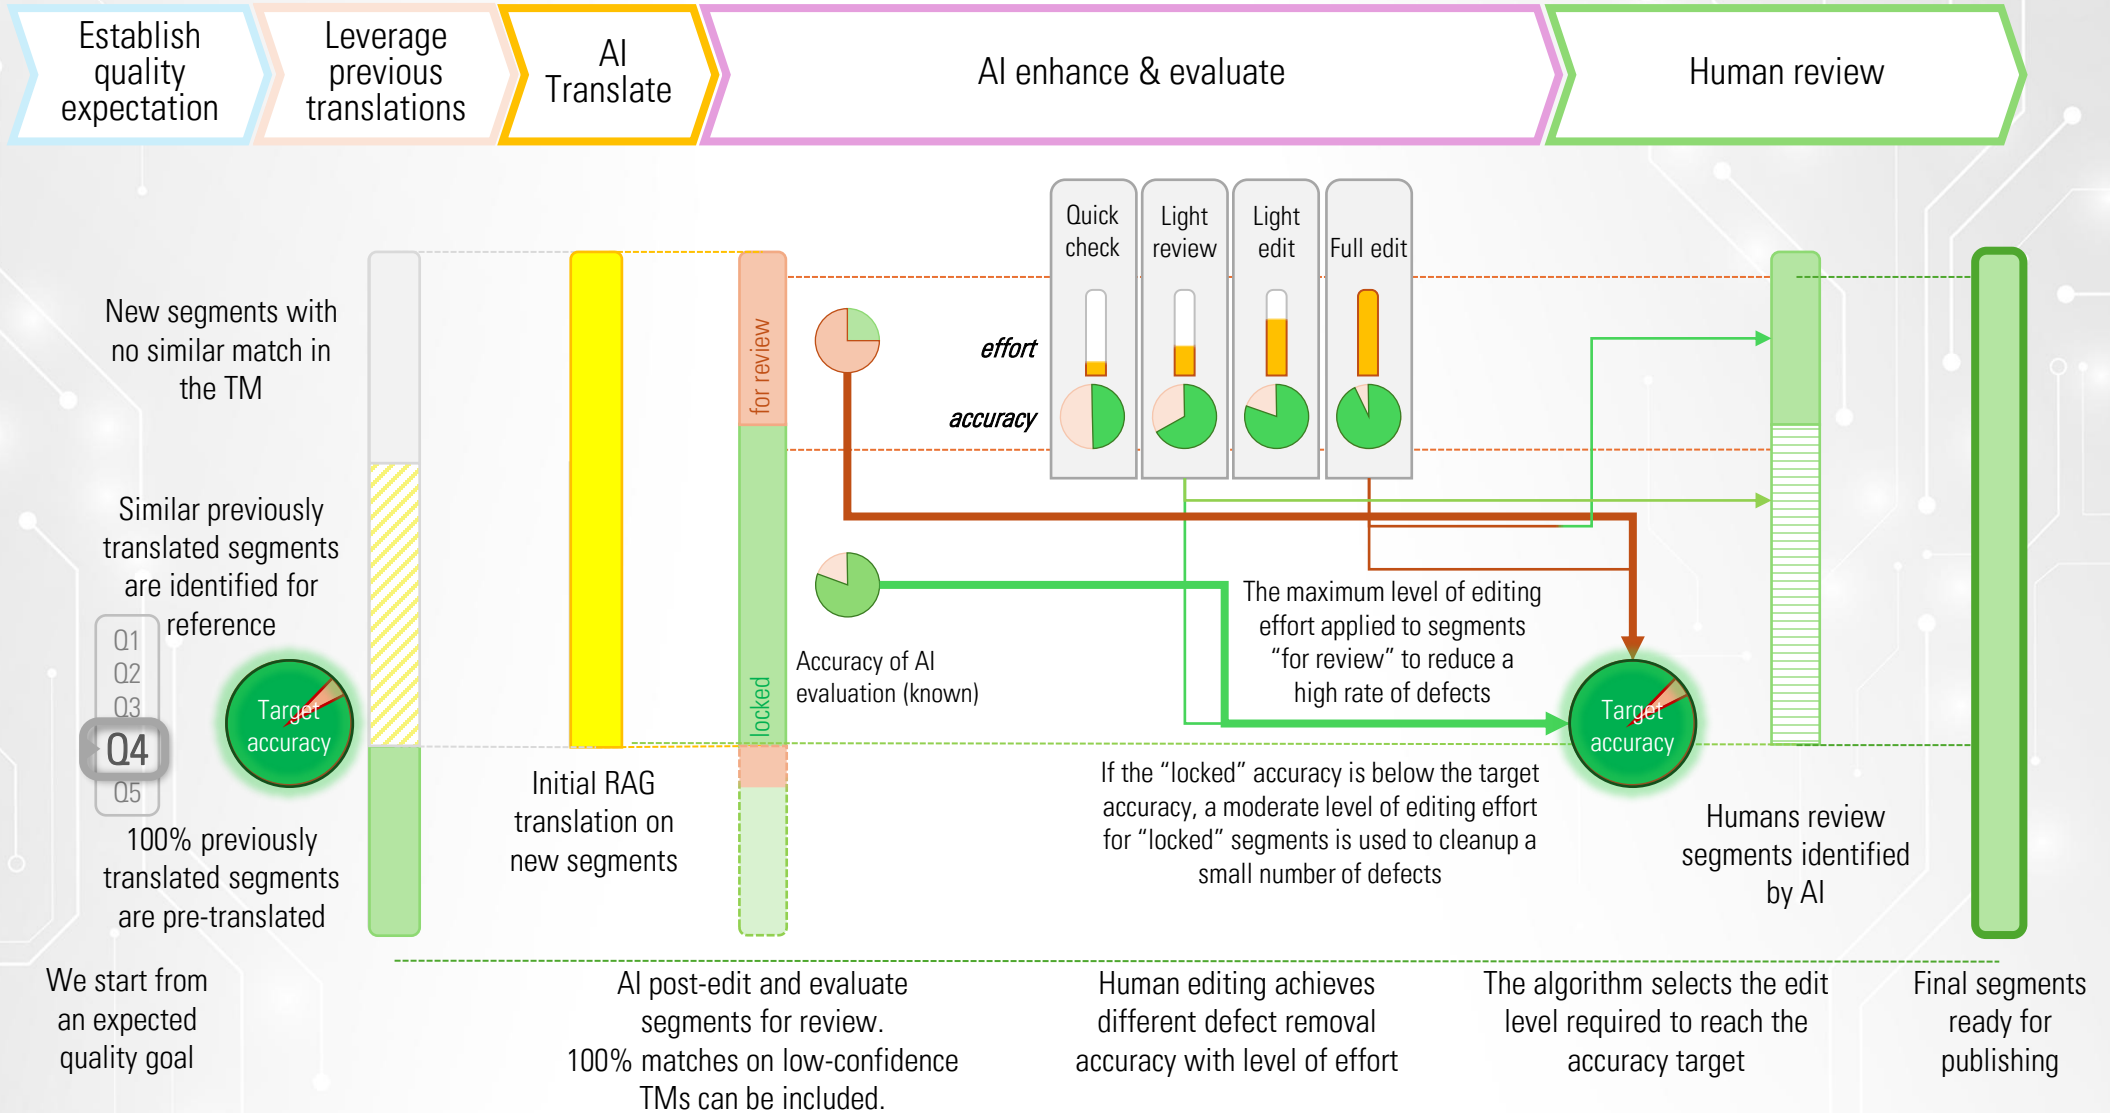 Establish
quality
expectation
Leverage
previous
translations
AI
Translate
AI enhance & evaluate
Human review
New segments with
no similar match in
the TM
Similar previously
translated segments
are identified for
reference
Q1
Q2
Q3
Q4
Q5
Target
accuracy
100% previously
translated segments
are pre-translated
We start from
an expected
quality goal
Initial RAG
translation on
new segments
for review
locked
Accuracy of AI
evaluation (known)
AI post-edit and evaluate
segments for review.
100% matches on low-confidence
TMs can be included.
Quick
check
Light
review
Light
edit
Full edit
effort
accuracy
The maximum level of editing
effort applied to segments
“for review” to reduce a
high rate of defects
If the “locked” accuracy is below the target
accuracy, a moderate level of editing effort
for “locked” segments is used to cleanup a
small number of defects
Human editing achieves
different defect removal
accuracy with level of effort
Target
accuracy
The algorithm selects the edit
level required to reach the
accuracy target
Humans review
segments identified
by AI
Final segments
ready for
publishing